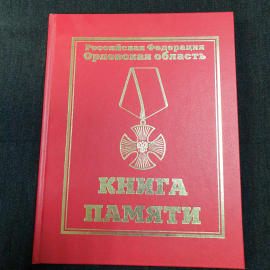 Российская Федерация
Орловская область
КНИГА
ПАМЯТИ